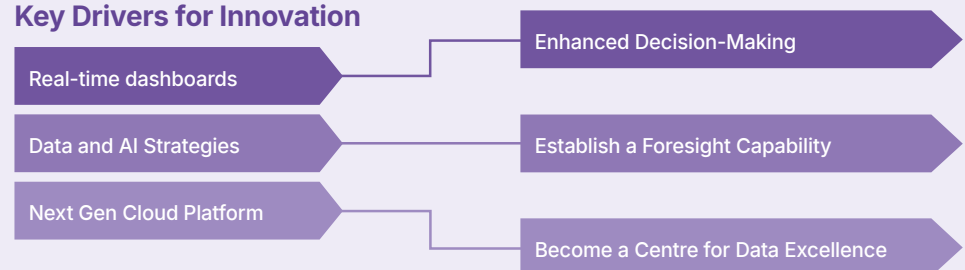 Key Drivers for Innovation
Real-time dashboards
Enhanced Decision-Making
Data and AI Strategies
Establish a Foresight Capability
Next Gen Cloud Platform
Become a Centre for Data Excellence